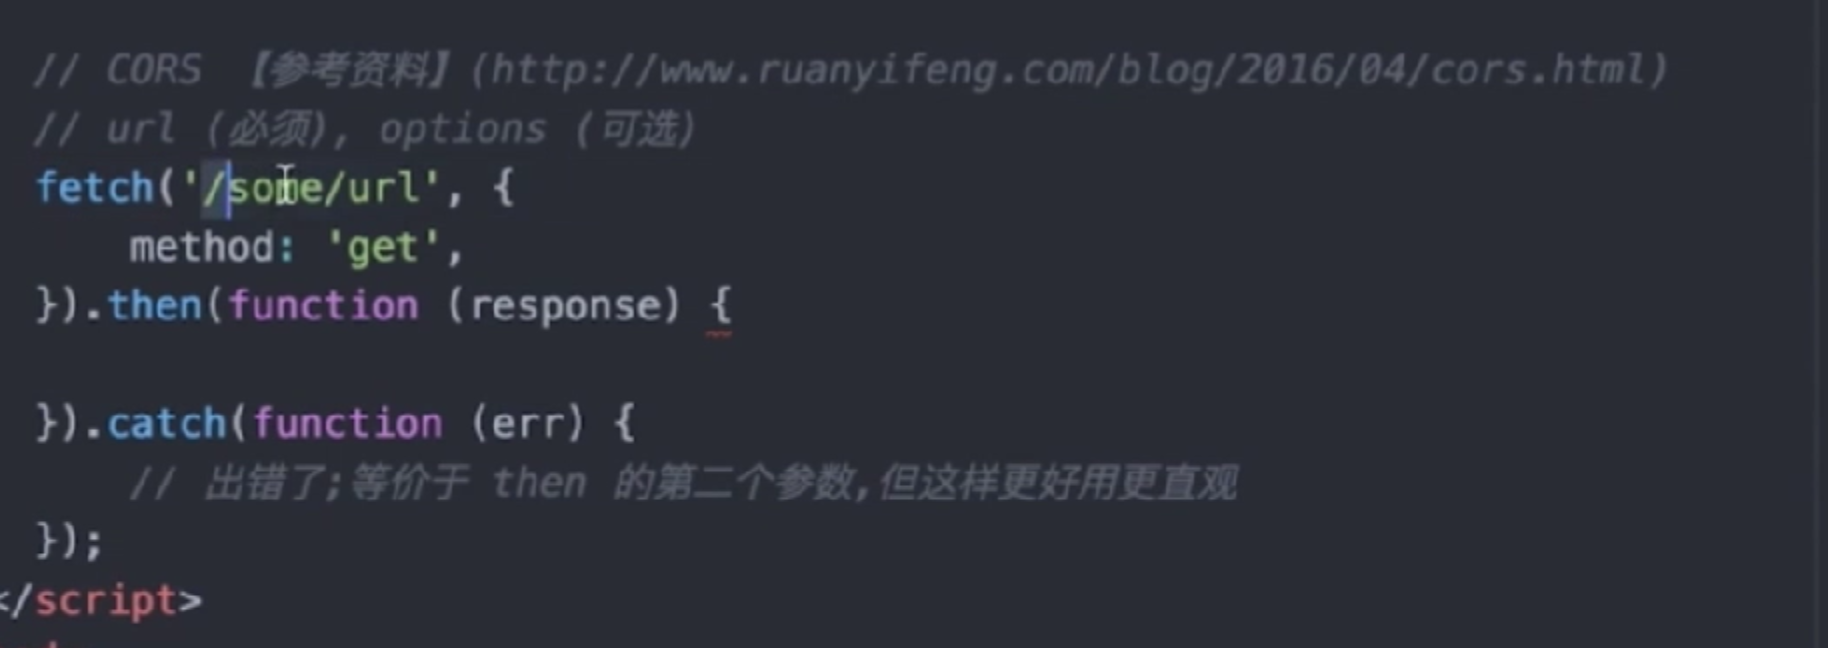 // CORS 【参考资料】(http://www.ruanyifeng.com/blog/2016/04/cors.html)
// url (必须), options (可选)
fetch('/some/url', {
    method: 'get',
}).then(function (response) {
}).catch(function (err) {
    // 出错了;等价于 then 的第二个参数,但这样更好用更直观
});
</script>